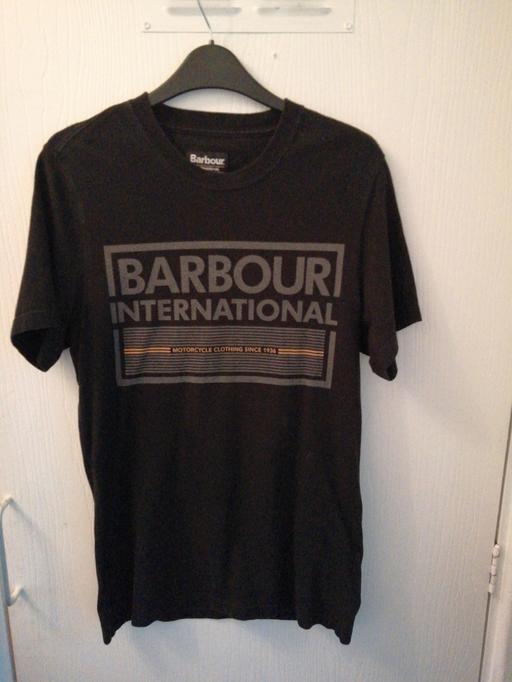 Barbour
BARBOUR
INTERNATIONAL
MOTORCYCLE CLOTHING SINCE 1936